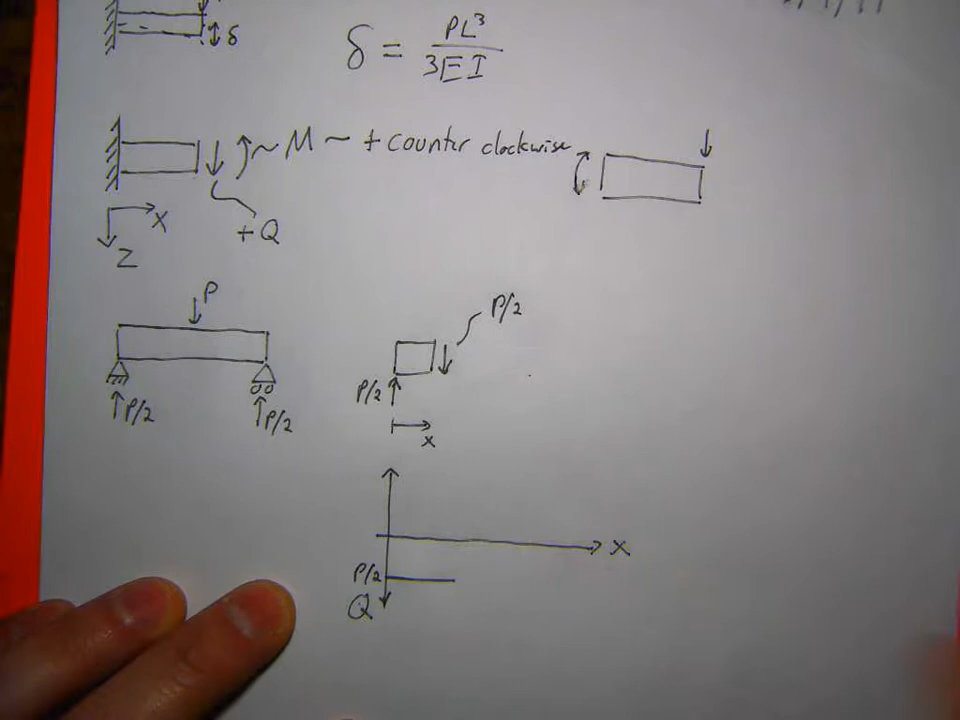 δ
δ = PL³ / 3EI
~ M ~ + counter clockwise
+ Q
X
Z
P
P/2
P/2
P/2
P/2
x
X
P/2
Q